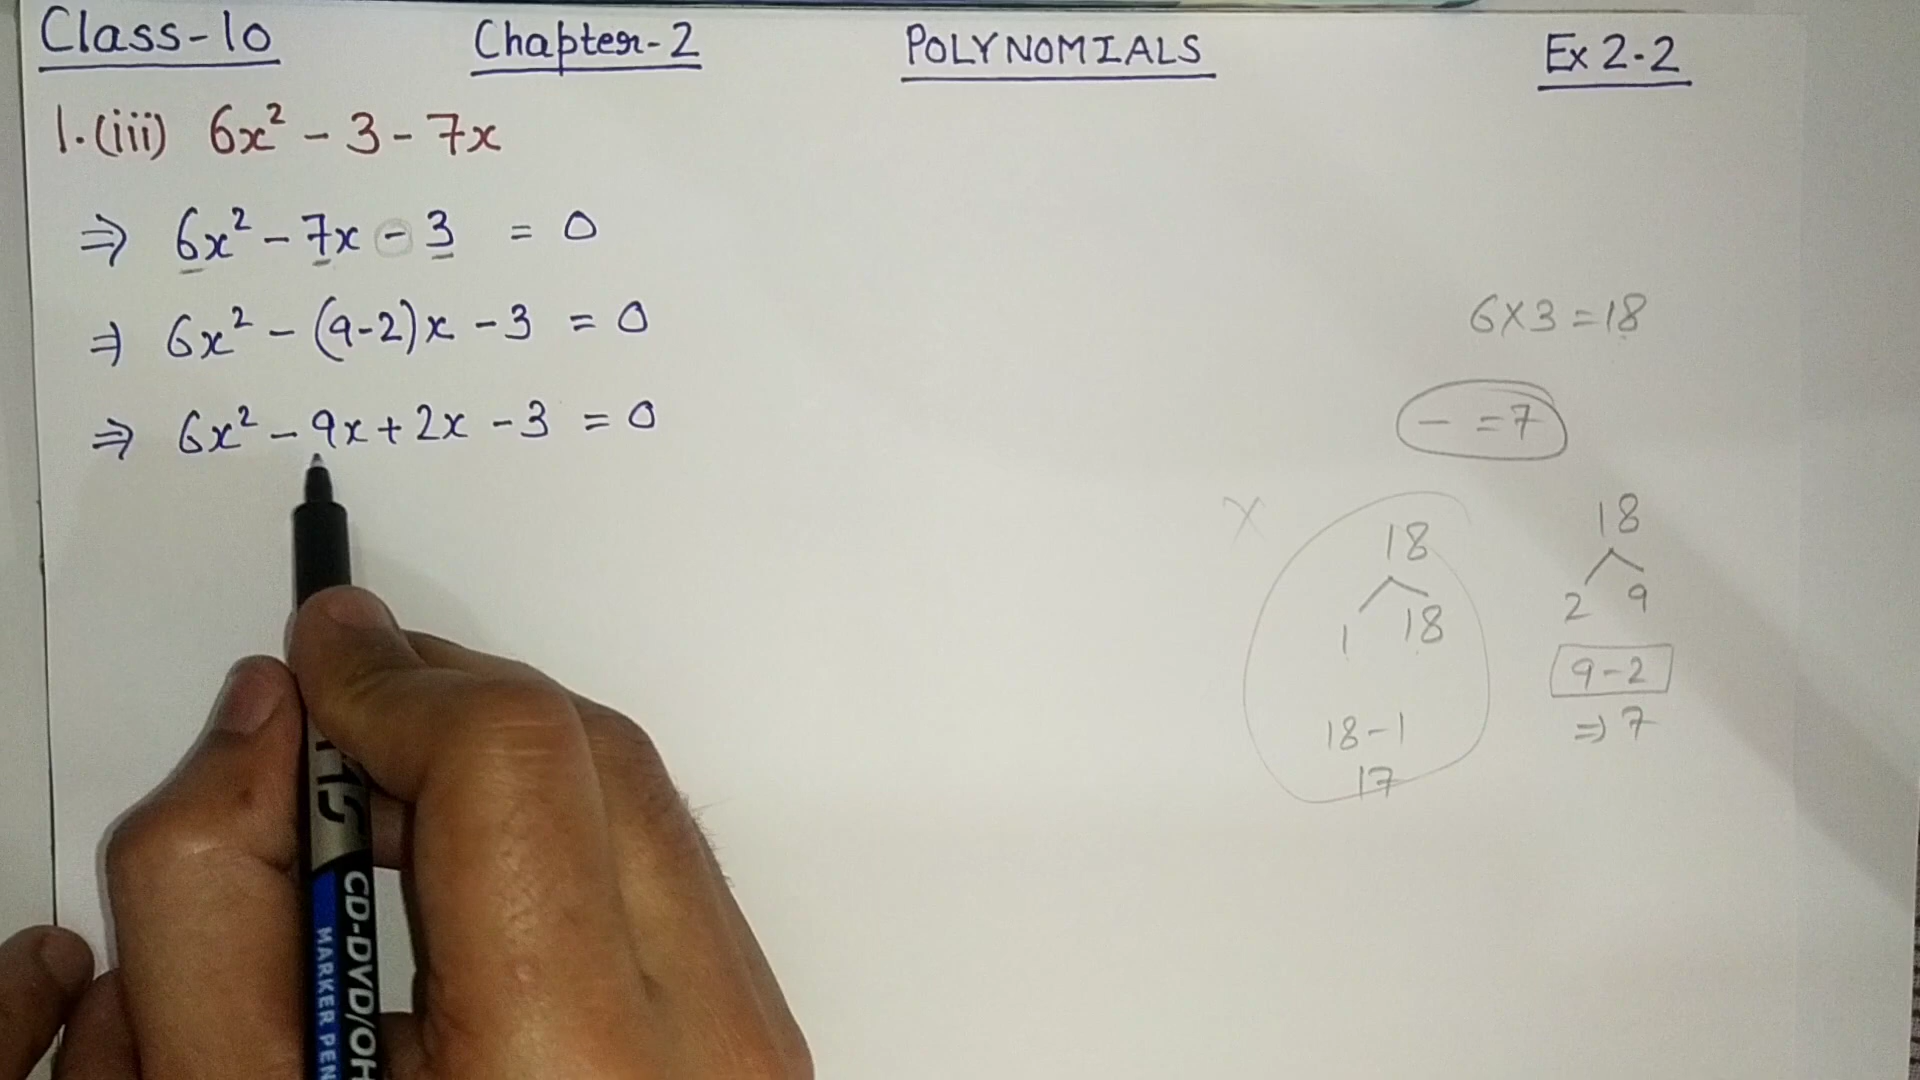 Class-10 Chapter-2 POLYNOMIALS Ex 2.2
1.(iii) 6x² - 3 - 7x
⇒ 6x² - 7x - 3 = 0
⇒ 6x² - (9-2)x - 3 = 0
⇒ 6x² - 9x + 2x - 3 = 0
6×3=18
- =7
X
18
1 18
18-1
17
18
2 9
9-2
⇒ 7
CD-DVD/OH
MARKER PEN